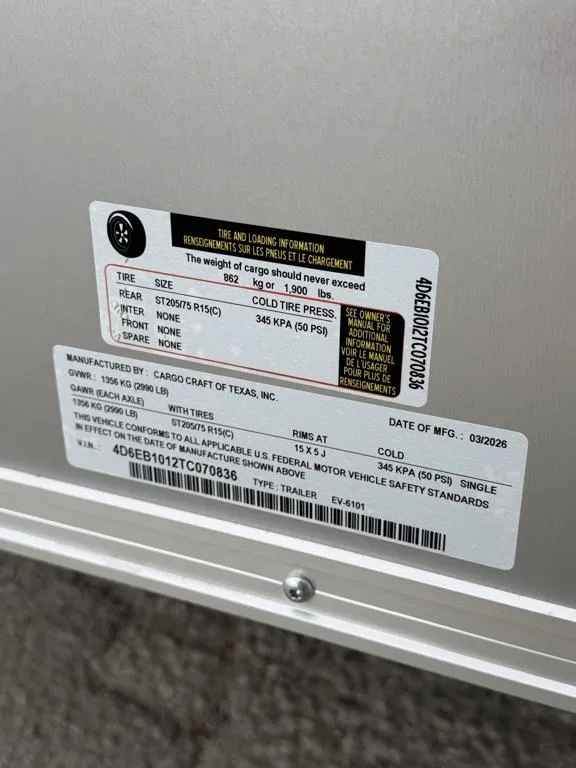 TIRE AND LOADING INFORMATION
RENSEIGNEMENTS SUR LES PNEUS ET LE CHARGEMENT
The weight of cargo should never exceed
862 kg or 1,900 lbs.
TIRE SIZE COLD TIRE PRESS.
REAR ST205/75 R15(C) 345 KPA (50 PSI)
INTER NONE
FRONT NONE
SPARE NONE
SEE OWNER'S
MANUAL FOR
ADDITIONAL
INFORMATION
VOIR LE MANUEL
DE L'USAGER
POUR PLUS DE
RENSEIGNEMENTS
4D6EB1012TC070836
MANUFACTURED BY: CARGO CRAFT OF TEXAS, INC. DATE OF MFG.: 03/2026
GVWR: 1356 KG (2990 LB)
GAWR (EACH AXLE) WITH TIRES RIMS AT COLD SINGLE
1356 KG (2990 LB) ST205/75 R15(C) 15 X 5 J 345 KPA (50 PSI)
THIS VEHICLE CONFORMS TO ALL APPLICABLE U.S. FEDERAL MOTOR VEHICLE SAFETY STANDARDS
IN EFFECT ON THE DATE OF MANUFACTURE SHOWN ABOVE
V.I.N.: 4D6EB1012TC070836 TYPE: TRAILER EV-6101